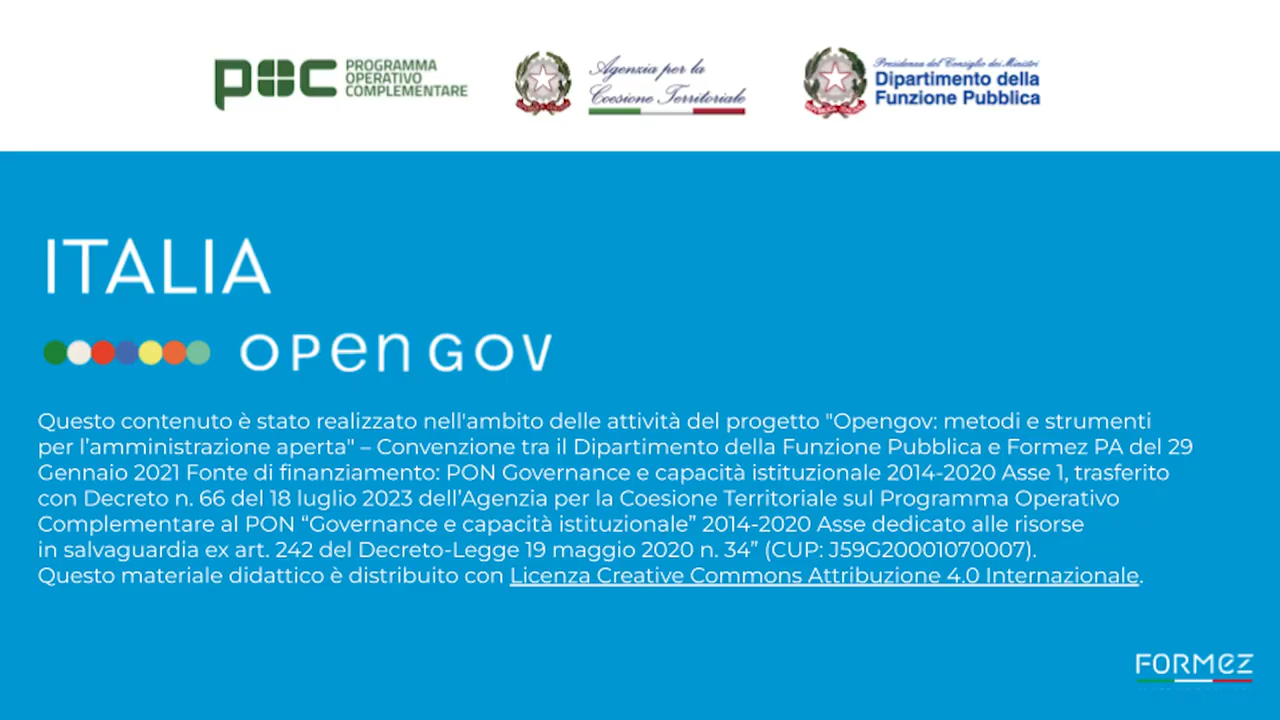 POC PROGRAMMA
OPERATIVO
COMPLEMENTARE
Agenzia per la
Coesione Territoriale
Presidenza del Consiglio dei Ministri
Dipartimento della
Funzione Pubblica
ITALIA
OPEN GOV
Questo contenuto è stato realizzato nell'ambito delle attività del progetto "Opengov: metodi e strumenti
per l’amministrazione aperta" – Convenzione tra il Dipartimento della Funzione Pubblica e Formez PA del 29
Gennaio 2021 Fonte di finanziamento: PON Governance e capacità istituzionale 2014-2020 Asse 1, trasferito
con Decreto n. 66 del 18 luglio 2023 dell’Agenzia per la Coesione Territoriale sul Programma Operativo
Complementare al PON “Governance e capacità istituzionale” 2014-2020 Asse dedicato alle risorse
in salvaguardia ex art. 242 del Decreto-Legge 19 maggio 2020 n. 34” (CUP: J59G20001070007).
Questo materiale didattico è distribuito con Licenza Creative Commons Attribuzione 4.0 Internazionale.
FORMEZ